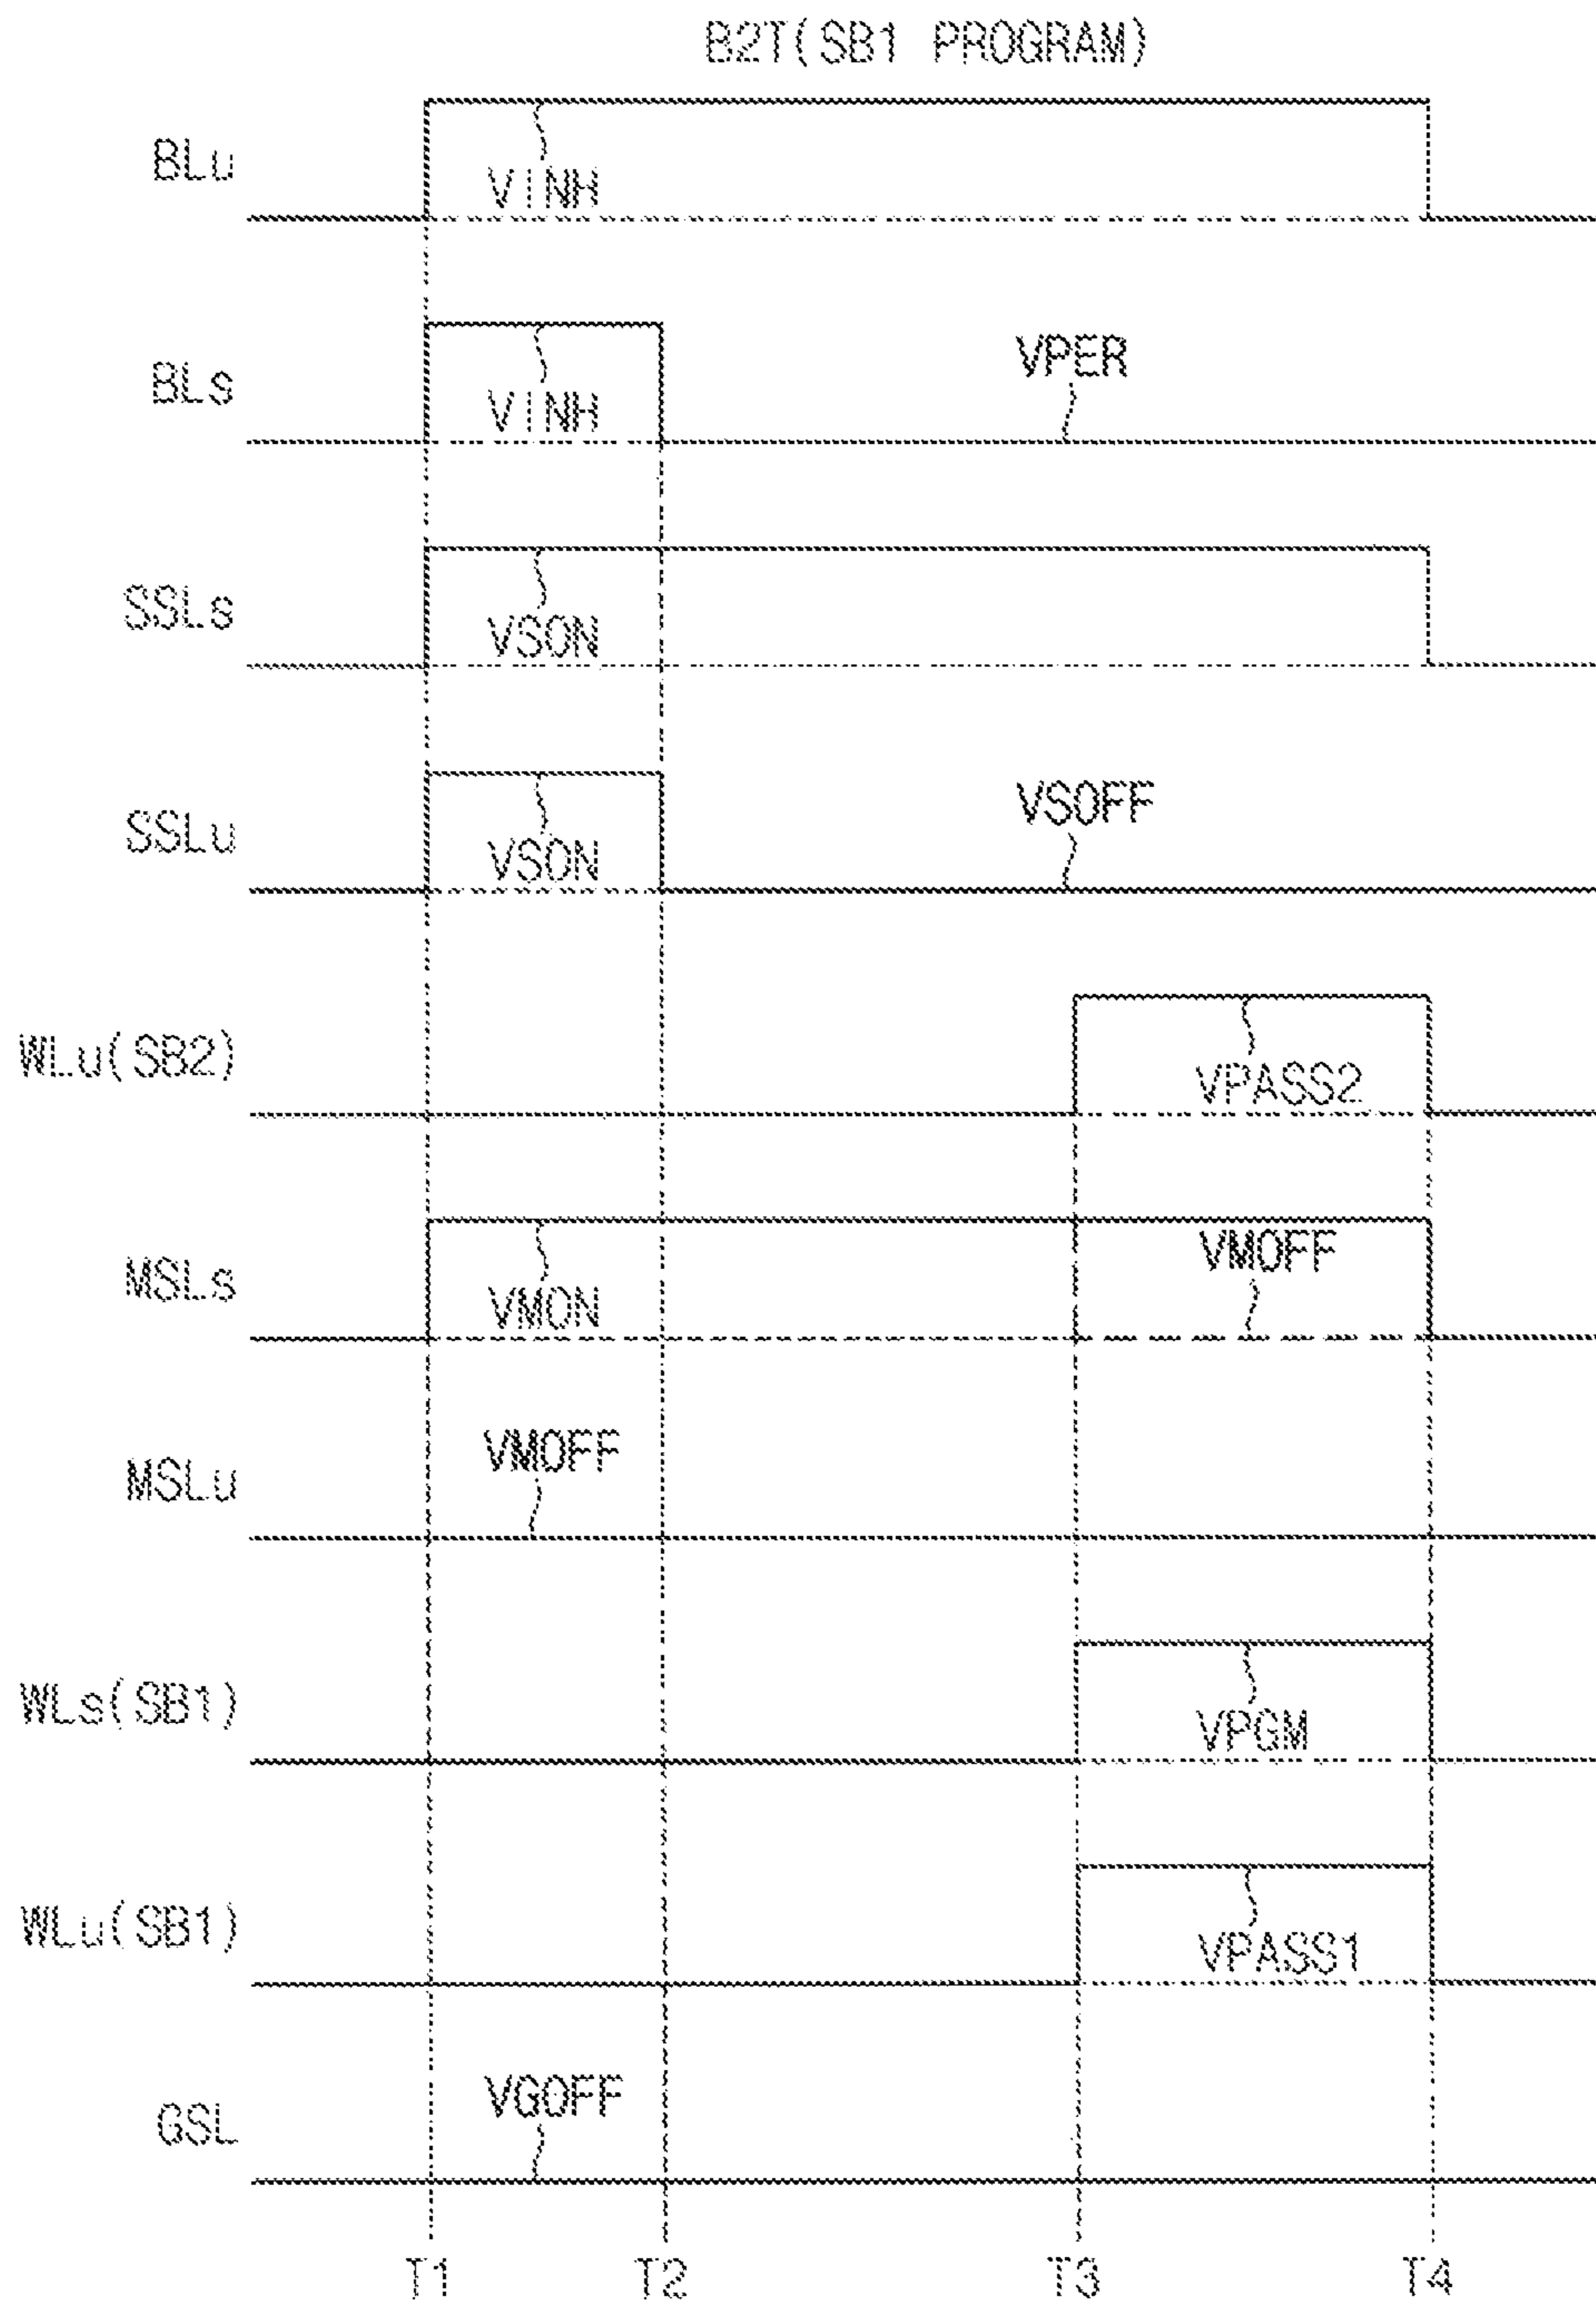 B2T(SB1 PROGRAM)
BLu
VINH
BLs
VINH
VPER
SSLs
VSON
SSLu
VSON
VSOFF
WLu(SB2)
VPASS2
MSLs
VMON
VMOFF
MSLu
VMOFF
WLs(SB1)
VPGM
WLu(SB1)
VPASS1
GSL
VGOFF
T1 T2 T3 T4